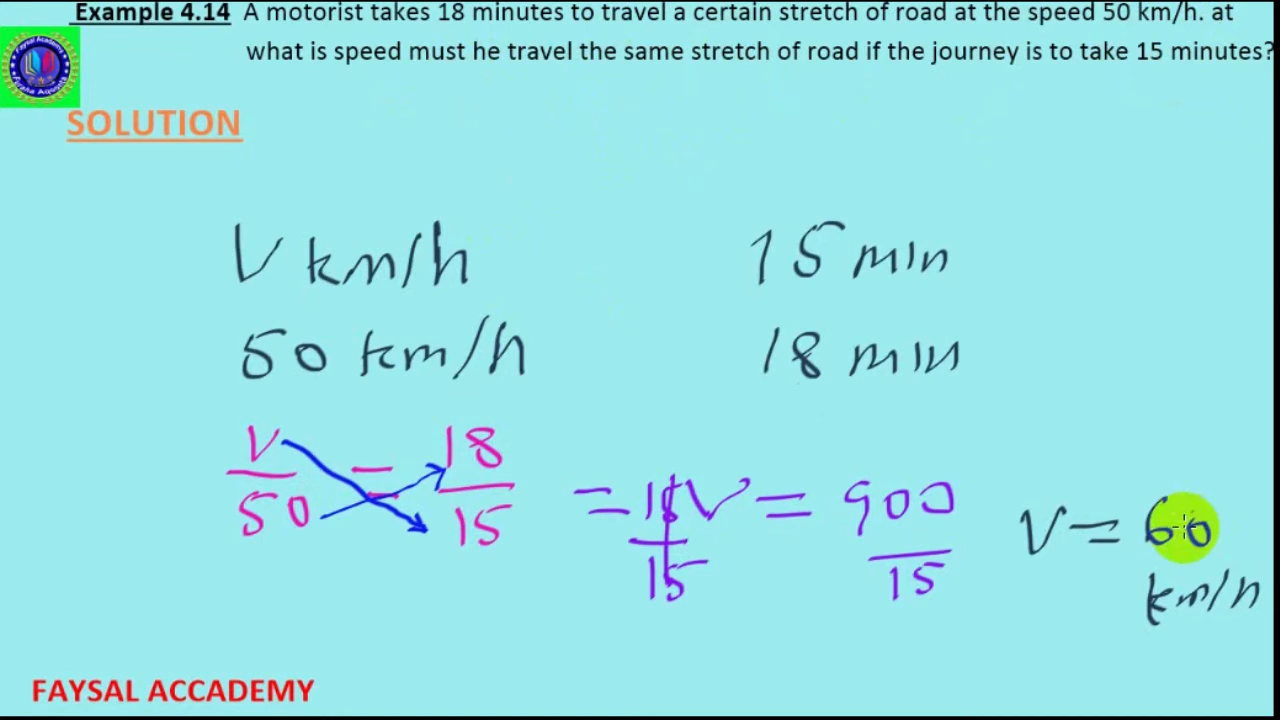 Example 4.14 A motorist takes 18 minutes to travel a certain stretch of road at the speed 50 km/h. at
what is speed must he travel the same stretch of road if the journey is to take 15 minutes?
Faysal Academy
SOLUTION
V km/h 15 min
50 km/h 18 min
V/50 = 18/15 = 15V/15 = 900/15 V = 60 km/h
FAYSAL ACCADEMY